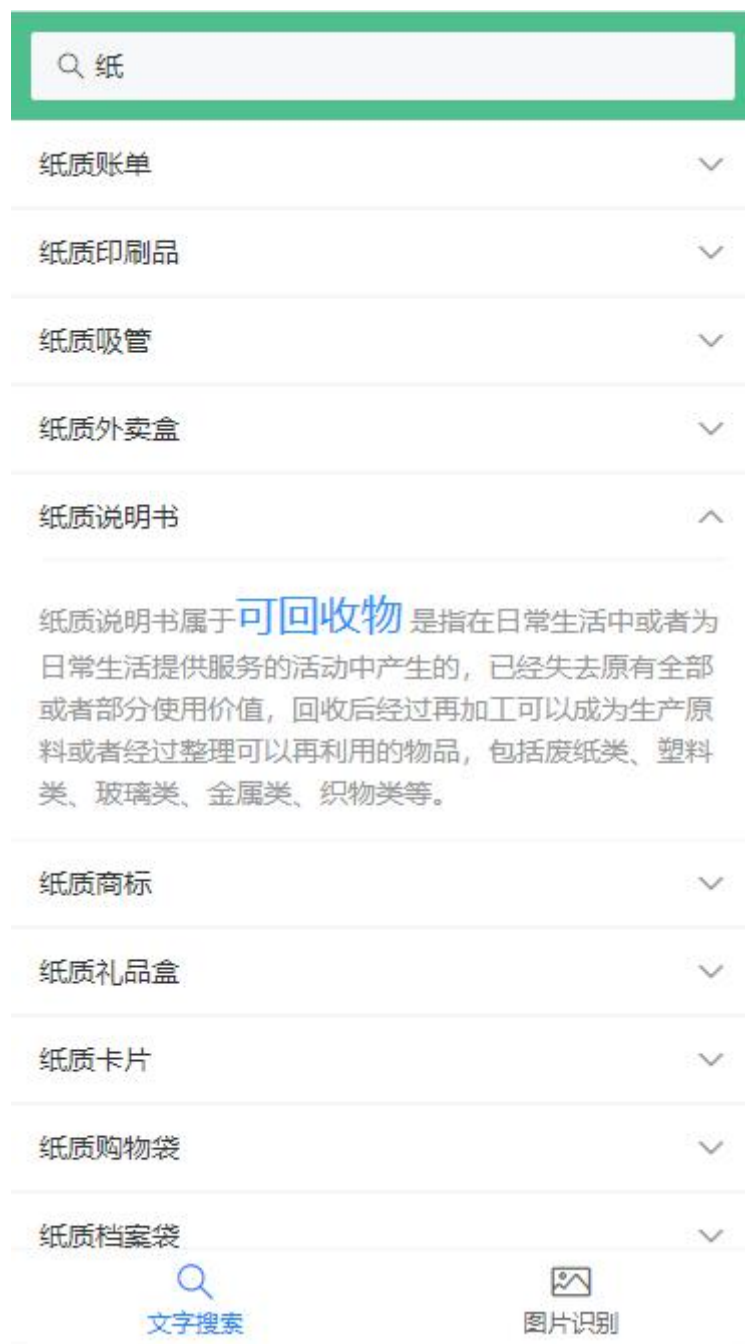 纸
纸质账单
纸质印刷品
纸质吸管
纸质外卖盒
纸质说明书
纸质说明书属于可回收物 是指在日常生活中或者为
日常生活提供服务的活动中产生的，已经失去原有全部
或者部分使用价值，回收后经过再加工可以成为生产原
料或者经过整理可以再利用的物品，包括废纸类、塑料
类、玻璃类、金属类、织物类等。
纸质商标
纸质礼品盒
纸质卡片
纸质购物袋
纸质档案袋
文字搜索
图片识别